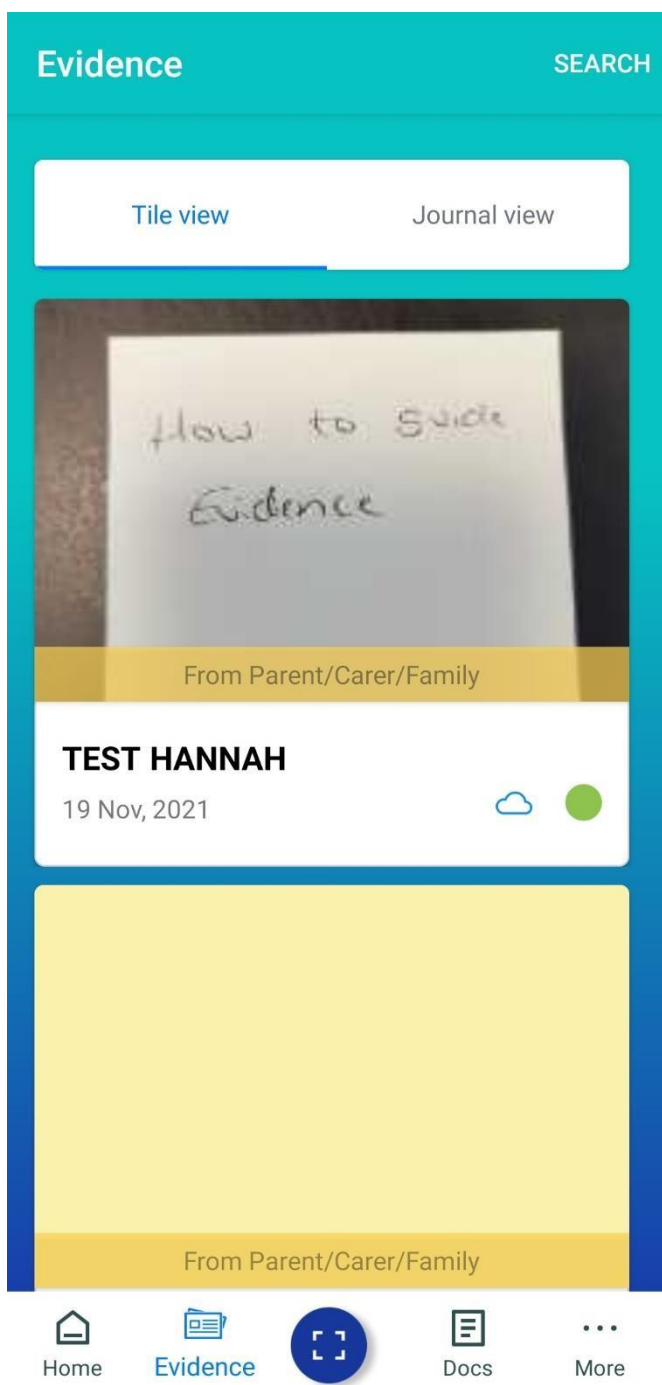 Evidence
SEARCH
Tile view
Journal view
How to guide
Evidence
From Parent/Carer/Family
TEST HANNAH
19 Nov, 2021
From Parent/Carer/Family
Home
Evidence
Docs
More